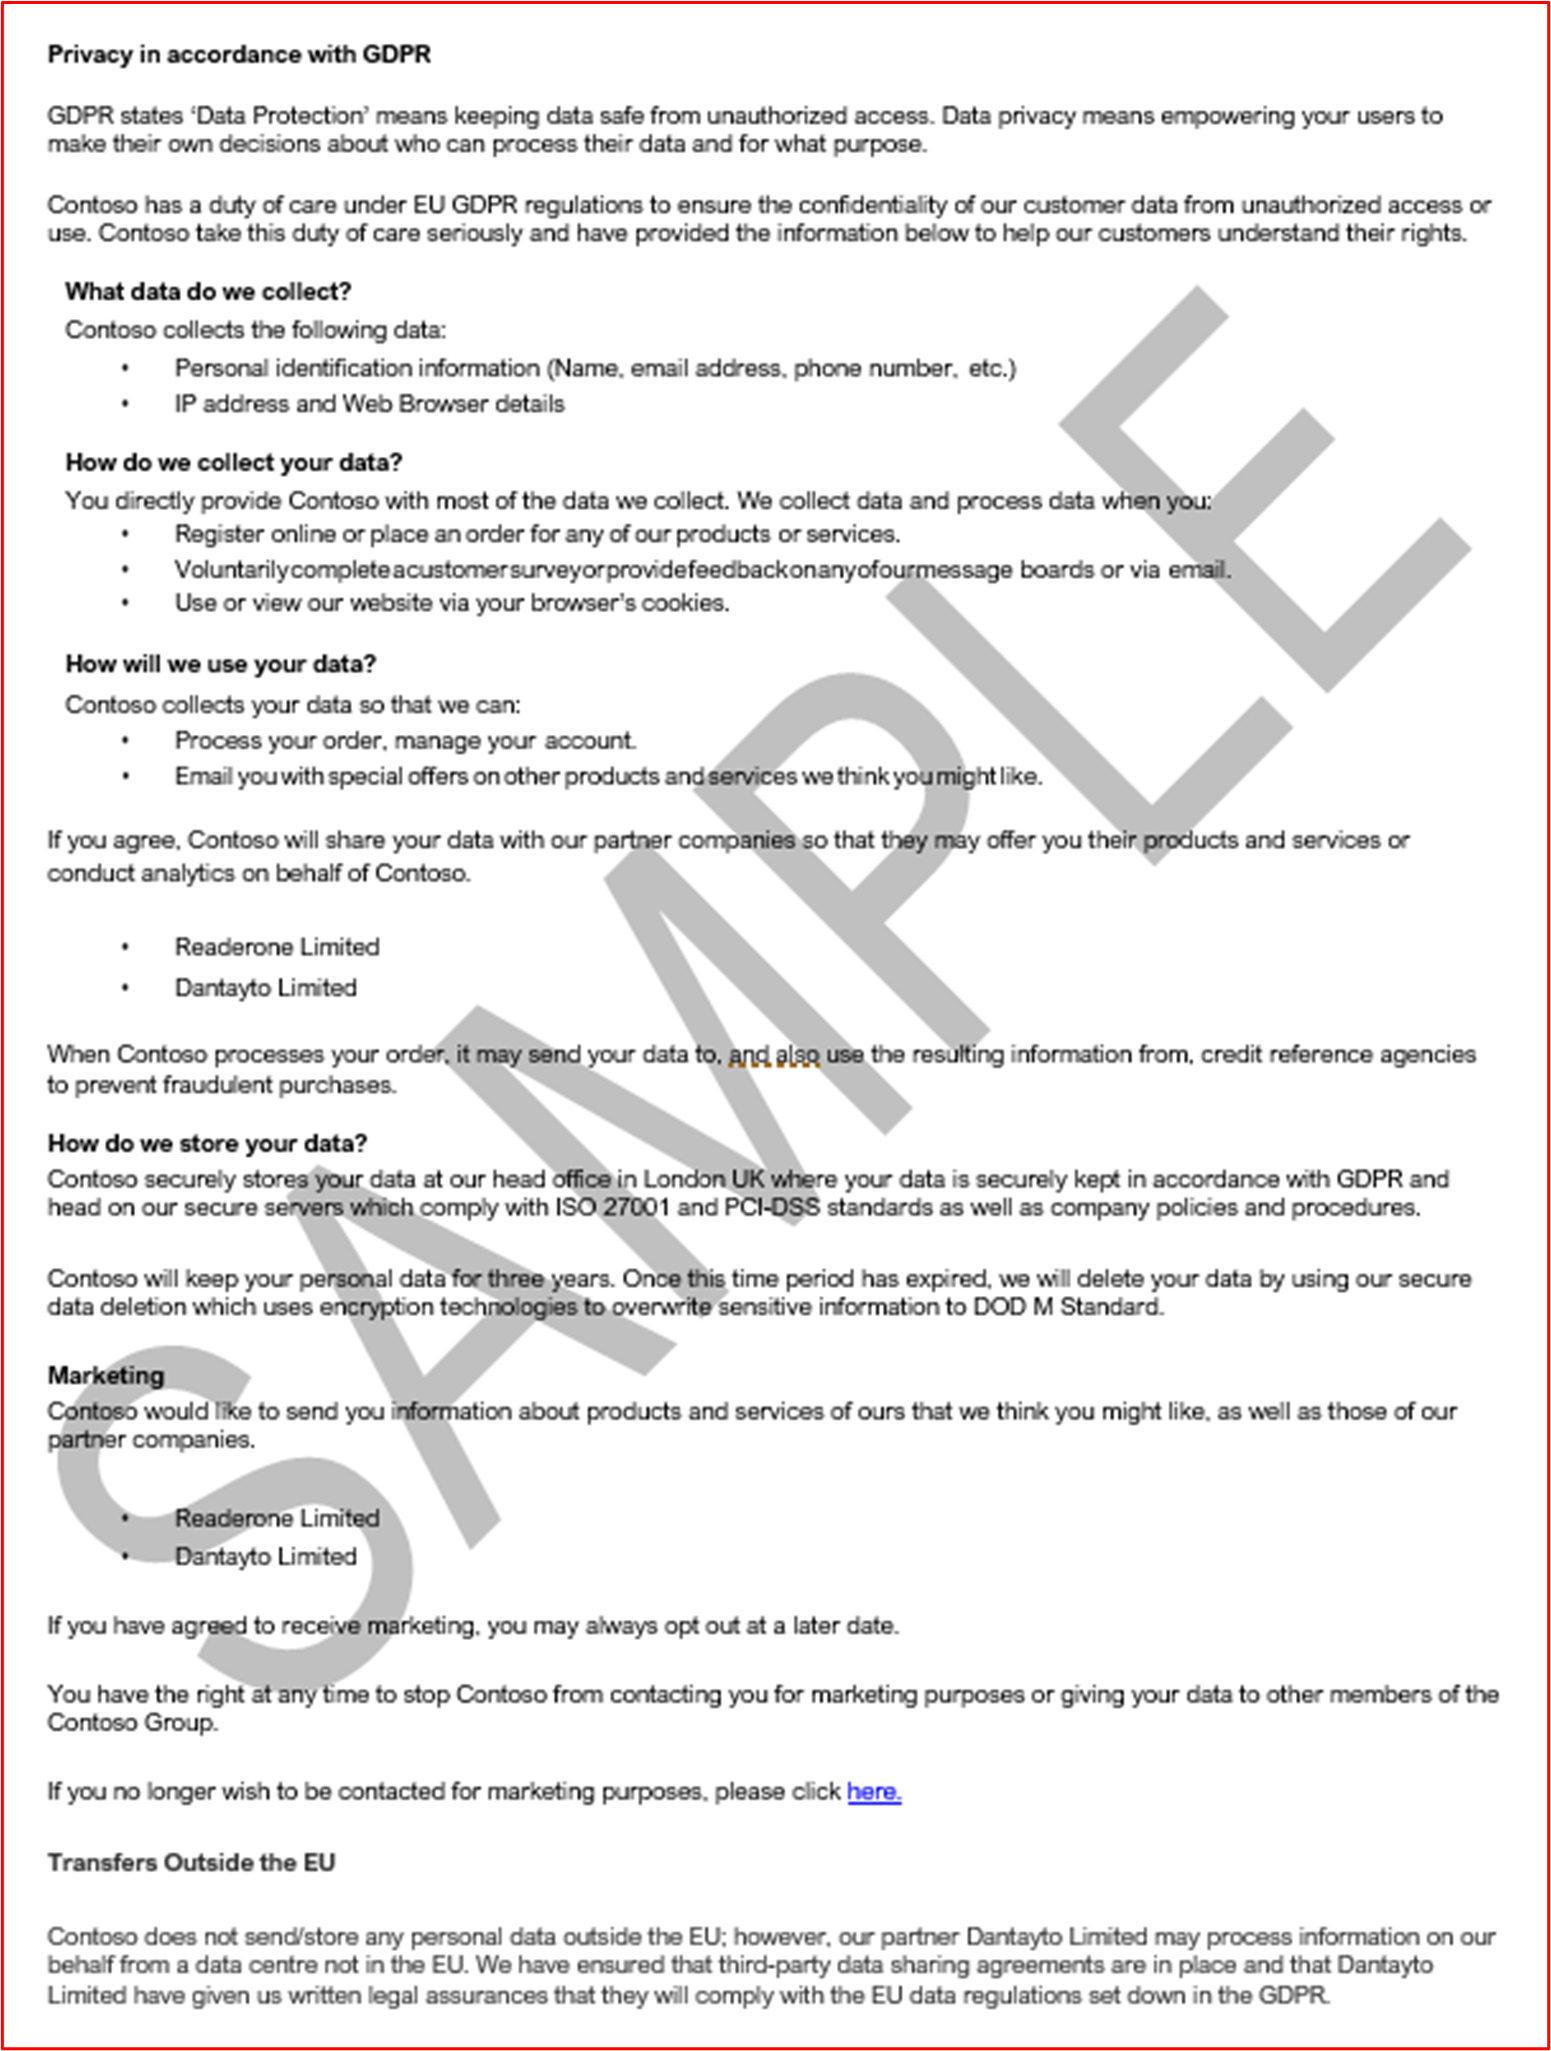 Privacy in accordance with GDPR
GDPR states ‘Data Protection’ means keeping data safe from unauthorized access. Data privacy means empowering your users to
make their own decisions about who can process their data and for what purpose.
Contoso has a duty of care under EU GDPR regulations to ensure the confidentiality of our customer data from unauthorized access or
use. Contoso take this duty of care seriously and have provided the information below to help our customers understand their rights.
What data do we collect?
Contoso collects the following data:
• Personal identification information (Name, email address, phone number, etc.)
• IP address and Web Browser details
How do we collect your data?
You directly provide Contoso with most of the data we collect. We collect data and process data when you:
• Register online or place an order for any of our products or services.
• Voluntarily complete a customer survey or provide feedback on any of our message boards or via email.
• Use or view our website via your browser’s cookies.
How will we use your data?
Contoso collects your data so that we can:
• Process your order, manage your account.
• Email you with special offers on other products and services we think you might like.
If you agree, Contoso will share your data with our partner companies so that they may offer you their products and services or
conduct analytics on behalf of Contoso.
• Readerone Limited
• Dantayto Limited
When Contoso processes your order, it may send your data to, and also use the resulting information from, credit reference agencies
to prevent fraudulent purchases.
How do we store your data?
Contoso securely stores your data at our head office in London UK where your data is securely kept in accordance with GDPR and
head on our secure servers which comply with ISO 27001 and PCI-DSS standards as well as company policies and procedures.
Contoso will keep your personal data for three years. Once this time period has expired, we will delete your data by using our secure
data deletion which uses encryption technologies to overwrite sensitive information to DOD M Standard.
Marketing
Contoso would like to send you information about products and services of ours that we think you might like, as well as those of our
partner companies.
• Readerone Limited
• Dantayto Limited
If you have agreed to receive marketing, you may always opt out at a later date.
You have the right at any time to stop Contoso from contacting you for marketing purposes or giving your data to other members of the
Contoso Group.
If you no longer wish to be contacted for marketing purposes, please click here.
Transfers Outside the EU
Contoso does not send/store any personal data outside the EU; however, our partner Dantayto Limited may process information on our
behalf from a data centre not in the EU. We have ensured that third-party data sharing agreements are in place and that Dantayto
Limited have given us written legal assurances that they will comply with the EU data regulations set down in the GDPR.
SAMPLE